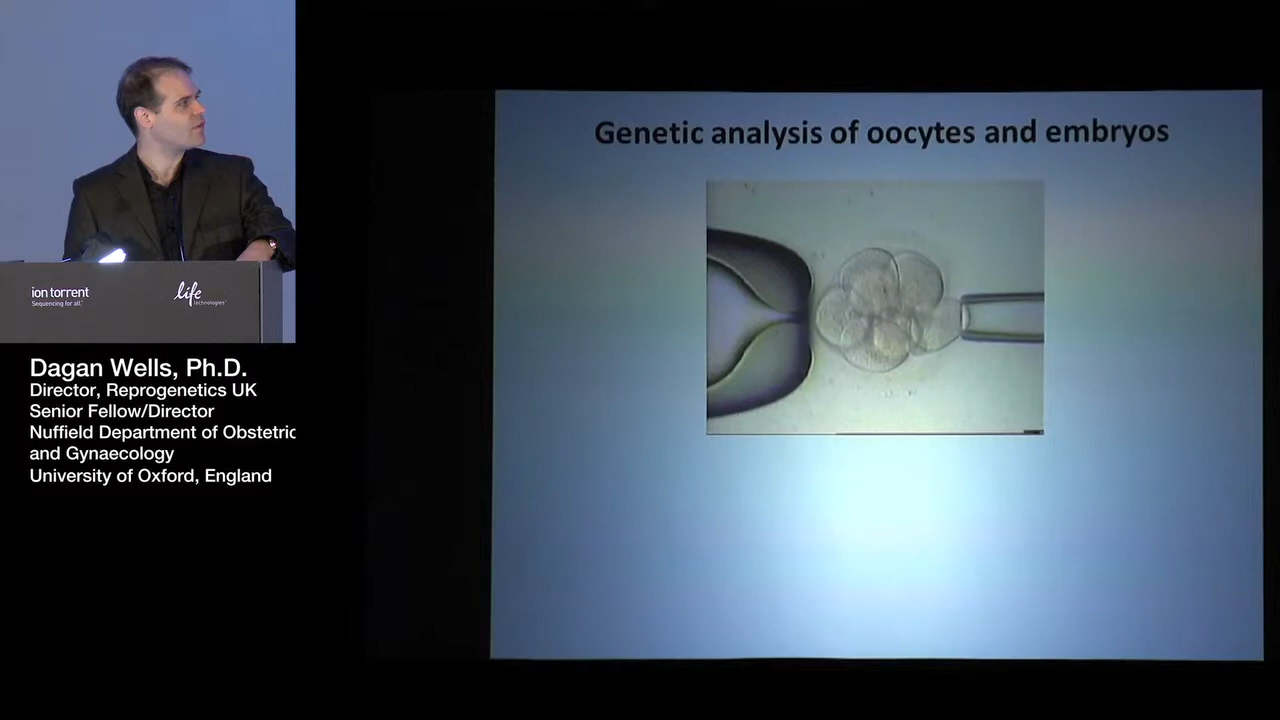 Genetic analysis of oocytes and embryos
ion torrent
Sequencing for all.
life
technologies
Dagan Wells, Ph.D.
Director, Reprogenetics UK
Senior Fellow/Director
Nuffield Department of Obstetric
and Gynaecology
University of Oxford, England